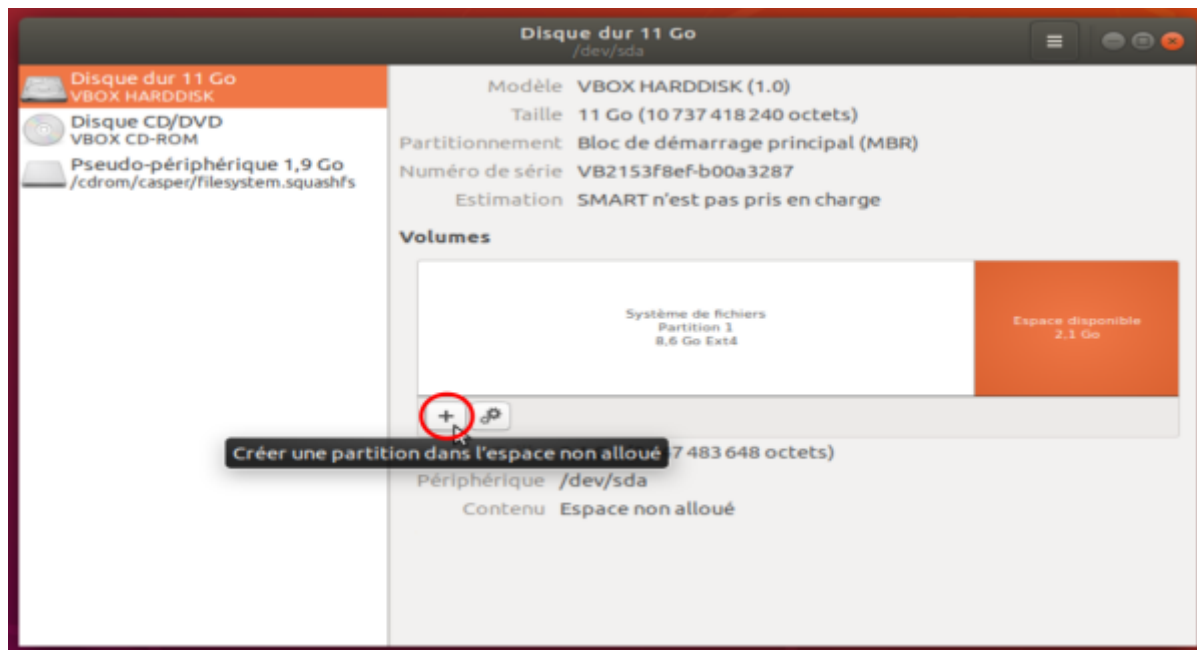 Disque dur 11 Go
/dev/sda
Disque dur 11 Go
VBOX HARDDISK
Disque CD/DVD
VBOX CD-ROM
Pseudo-périphérique 1,9 Go
/cdrom/casper/filesystem.squashfs
Modèle VBOX HARDDISK (1.0)
Taille 11 Go (10 737 418 240 octets)
Partitionnement Bloc de démarrage principal (MBR)
Numéro de série VB2153f8ef-b00a3287
Estimation SMART n'est pas pris en charge
Volumes
Système de fichiers
Partition 1
8,6 Go Ext4
Espace disponible
2,1 Go
Créer une partition dans l'espace non alloué
7 483 648 octets)
Périphérique /dev/sda
Contenu Espace non alloué